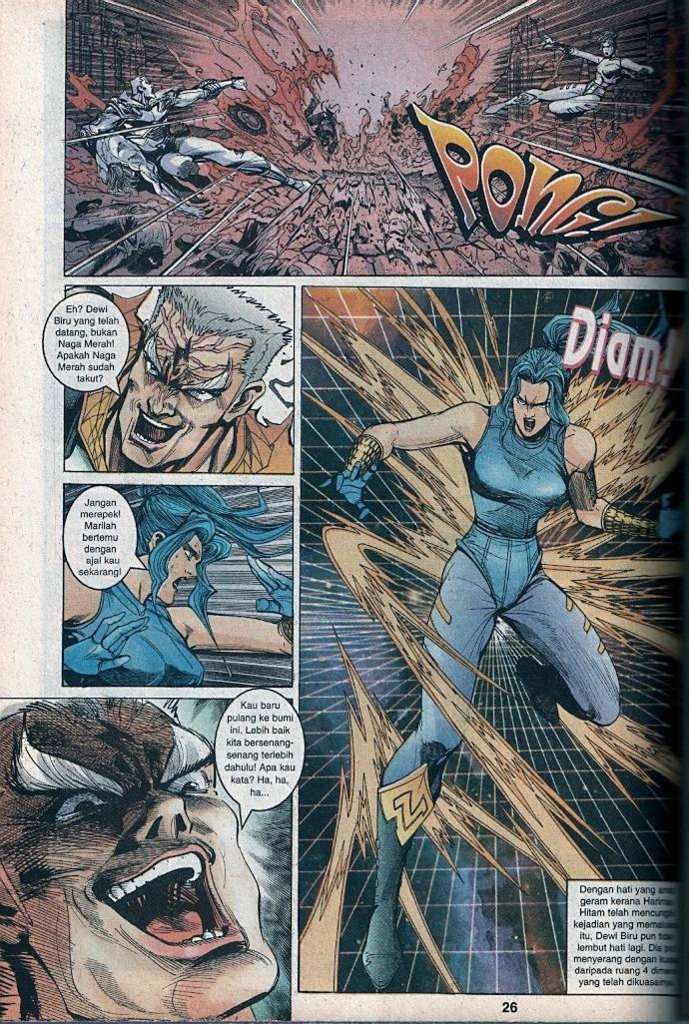 PONG!
Eh? Dewi
Biru yang telah
datang, bukan
Naga Merah!
Apakah Naga
Merah sudah
takut?
Jangan
merepek!
Marilah
bertemu
dengan
ajal kau
sekarang!
Diam!
Kau baru
pulang ke bumi
ini. Lebih baik
kita bersenang-
senang terlebih
dahulu! Apa kau
kata? Ha, ha,
ha...
Dengan hati yang
geram kerana
Hitam telah
kejadian yang
itu, Dewi Biru pun
lembut hati lagi.
menyerang dengan
daripada ruang 4
yang telah
26